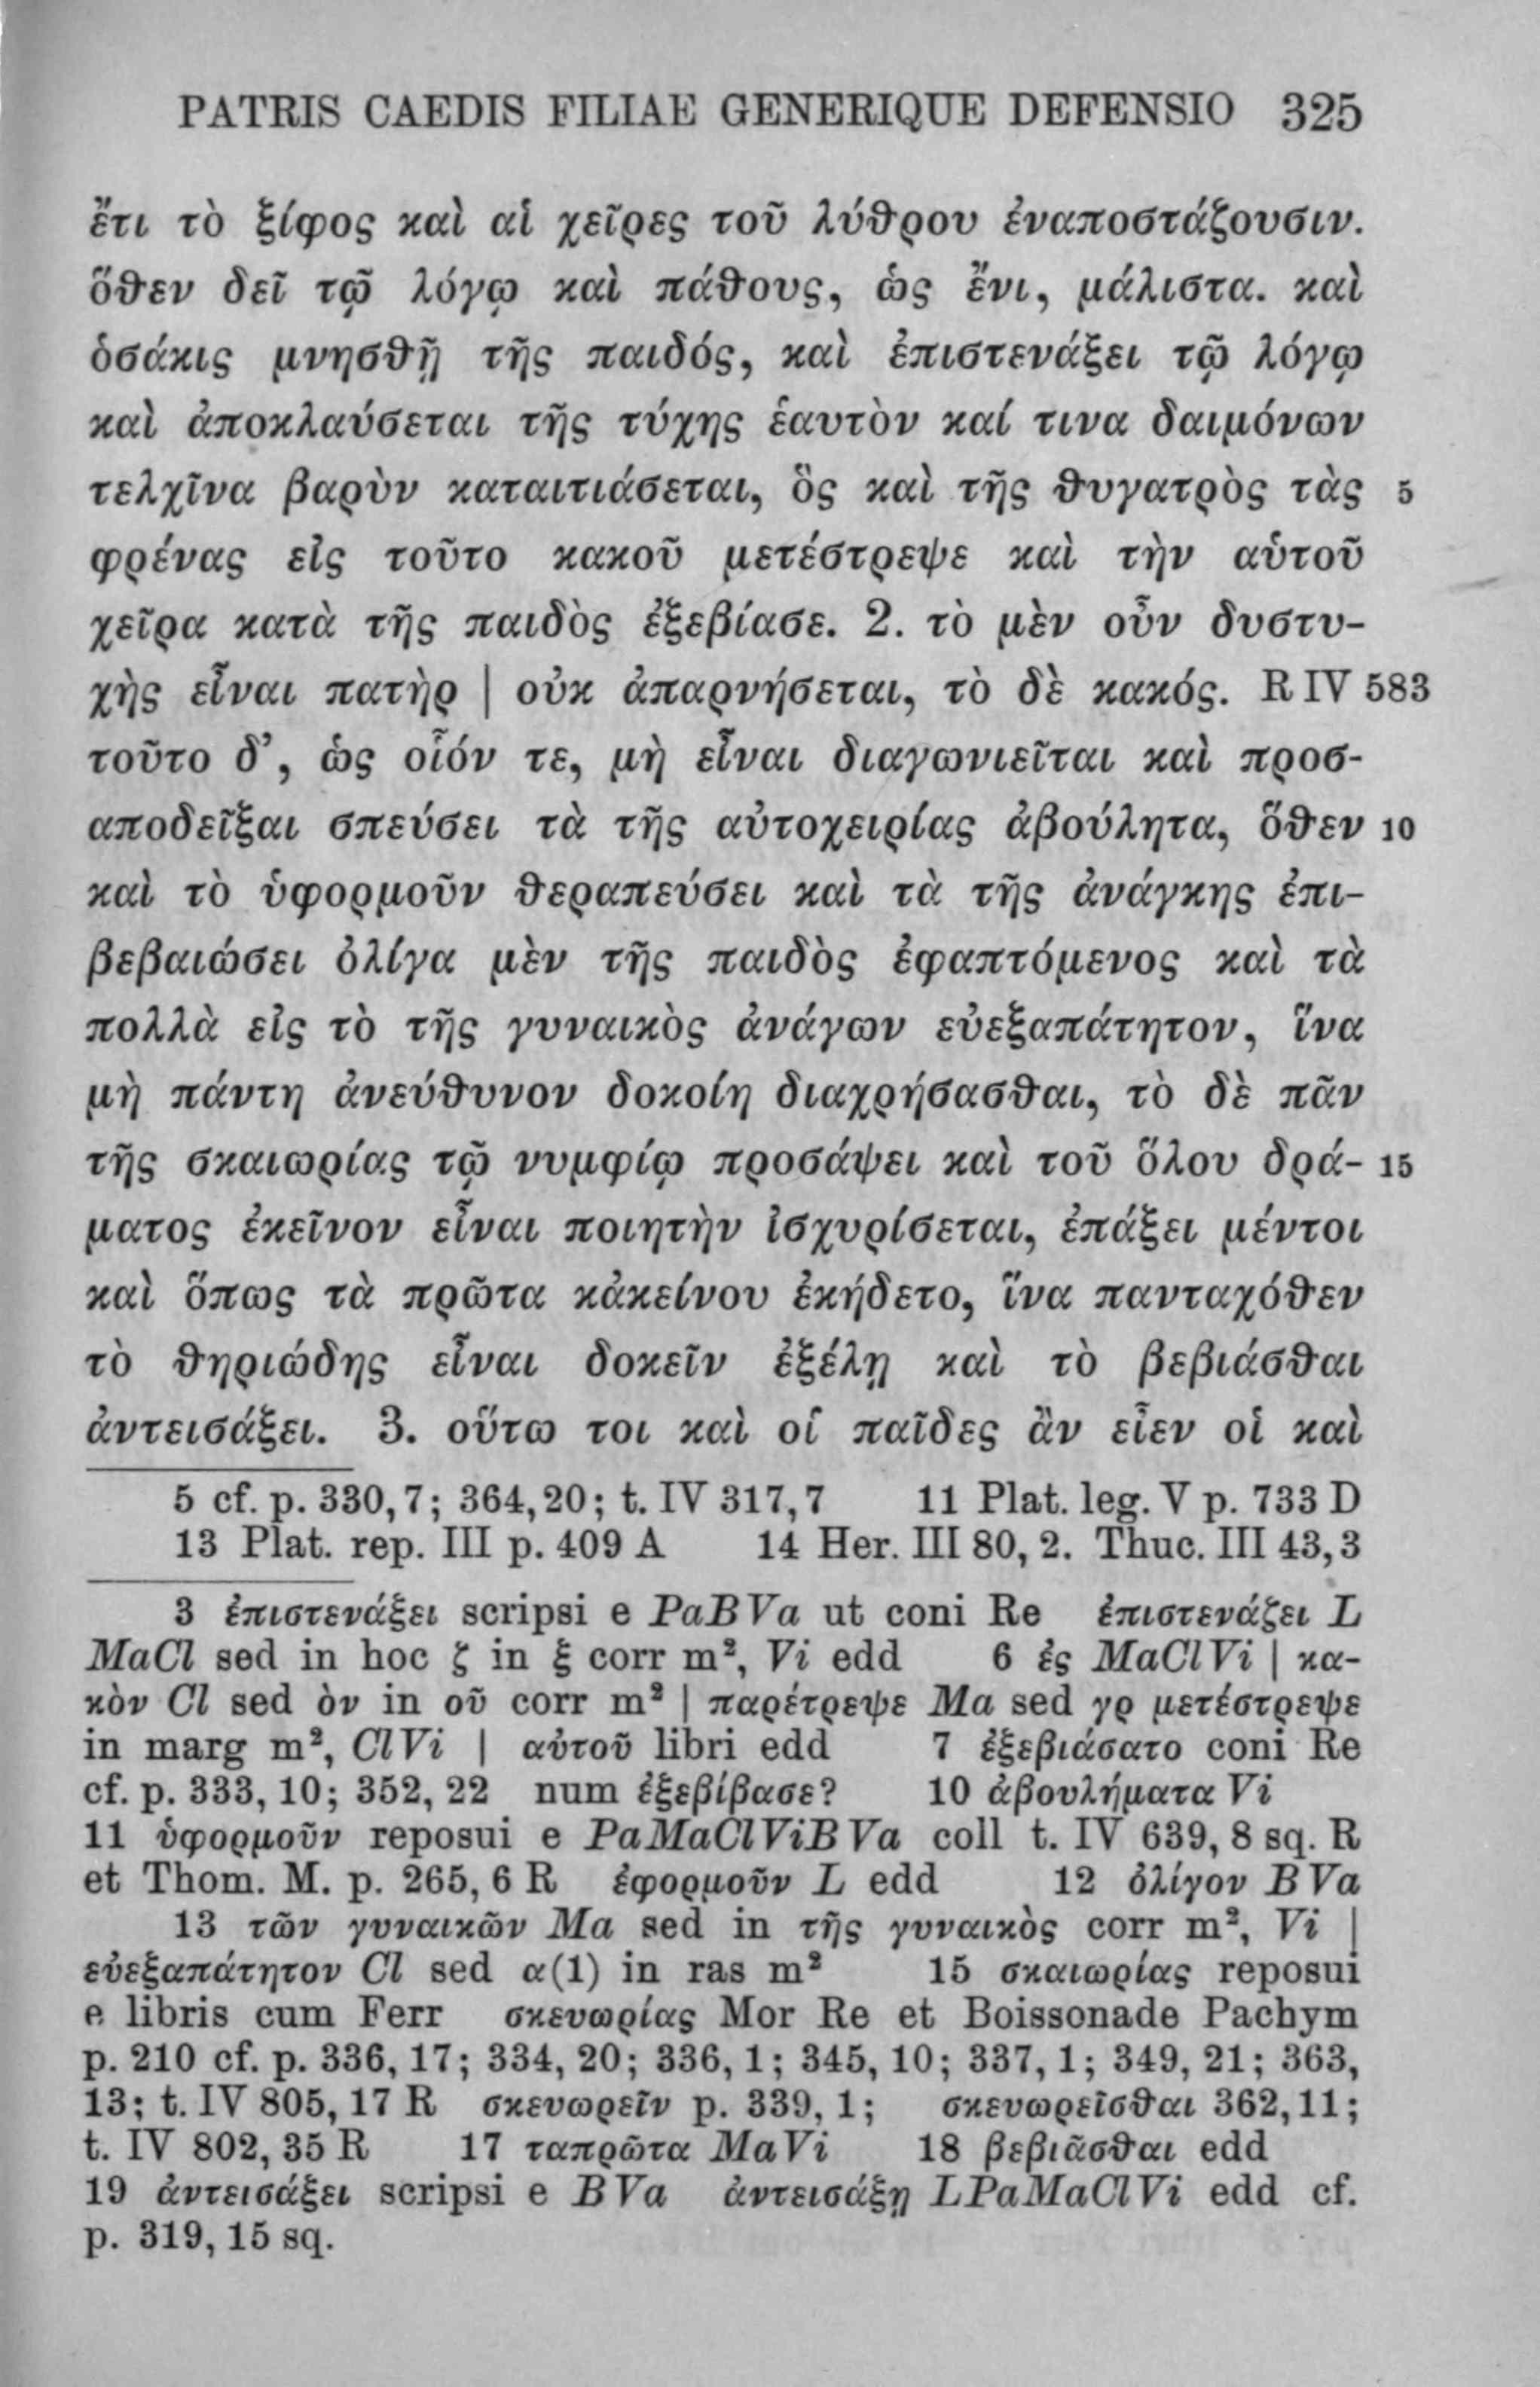 PATRIS CAEDIS FILIAE GENERIQUE DEFENSIO 325
ἔτι τὸ ξίφος καὶ αἱ χεῖρες τοῦ λύθρου ἐναποστάζουσιν.
ὅθεν δεῖ τῷ λόγῳ καὶ πάθους, ὡς ἔνι, μάλιστα. καὶ
ὁσάκις μνησθῇ τῆς παιδός, καὶ ἐπιστενάξει τῷ λόγῳ
καὶ ἀποκλαύσεται τῆς τύχης ἑαυτὸν καί τινα δαιμόνων
τελχῖνα βαρὺν καταιτιάσεται, ὃς καὶ τῆς θυγατρὸς τὰς 5
φρένας εἰς τοῦτο κακοῦ μετέστρεψε καὶ τὴν αὑτοῦ
χεῖρα κατὰ τῆς παιδὸς ἐξεβίασε. 2. τὸ μὲν οὖν δυστυ-
χὴς εἶναι πατὴρ | οὐκ ἀπαρνήσεται, τὸ δὲ κακός. R IV 583
τοῦτο δ’, ὡς οἷόν τε, μὴ εἶναι διαγωνιεῖται καὶ προσ-
αποδεῖξαι σπεύσει τὰ τῆς αὐτοχειρίας ἀβούλητα, ὅθεν 10
καὶ τὸ ὑφορμοῦν θεραπεύσει καὶ τὰ τῆς ἀνάγκης ἐπι-
βεβαιώσει ὀλίγα μὲν τῆς παιδὸς ἐφαπτόμενος καὶ τὰ
πολλὰ εἰς τὸ τῆς γυναικὸς ἀνάγων εὐεξαπάτητον, ἵνα
μὴ πάντη ἀνεύθυνον δοκοίη διαχρήσασθαι, τὸ δὲ πᾶν
τῆς σκαιωρίας τῷ νυμφίῳ προσάψει καὶ τοῦ ὅλου δρά- 15
ματος ἐκεῖνον εἶναι ποιητὴν ἰσχυρίσεται, ἐπάξει μέντοι
καὶ ὅπως τὰ πρῶτα κἀκείνου ἐκήδετο, ἵνα πανταχόθεν
τὸ θηριώδης εἶναι δοκεῖν ἐξέλῃ καὶ τὸ βεβιάσθαι
ἀντεισάξει. 3. οὕτω τοι καὶ οἱ παῖδες ἂν εἶεν οἱ καὶ
5 cf. p. 330, 7; 364, 20; t. IV 317, 7 11 Plat. leg. V p. 733 D
13 Plat. rep. III p. 409 A 14 Her. III 80, 2. Thuc. III 43, 3
3 ἐπιστενάξει scripsi e PaBVa ut coni Re ἐπιστενάζει L
MaCl sed in hoc ζ in ξ corr m², Vi edd 6 ἐς MaClVi | κα-
κὸν Cl sed ὸν in οῦ corr m² | παρέτρεψε Ma sed γρ μετέστρεψε
in marg m², ClVi | αὐτοῦ libri edd 7 ἐξεβιάσατο coni Re
cf. p. 333, 10; 352, 22 num ἐξεβίβασε? 10 ἀβουλήματα Vi
11 ὑφορμοῦν reposui e PaMaClViBVa coll t. IV 639, 8 sq. R
et Thom. M. p. 265, 6 R ἐφορμοῦν L edd 12 ὀλίγον BVa
13 τῶν γυναικῶν Ma sed in τῆς γυναικὸς corr m², Vi |
εὐεξαπάτητον Cl sed α(1) in ras m² 15 σκαιωρίας reposui
e libris cum Ferr σκευωρίας Mor Re et Boissonade Pachym
p. 210 cf. p. 336, 17; 334, 20; 336, 1; 345, 10; 337, 1; 349, 21; 363,
13; t. IV 805, 17 R σκευωρεῖν p. 339, 1; σκευωρεῖσθαι 362, 11;
t. IV 802, 35 R 17 ταπρῶτα MaVi 18 βεβιᾶσθαι edd
19 ἀντεισάξει scripsi e BVa ἀντεισάξῃ LPaMaClVi edd cf.
p. 319, 15 sq.